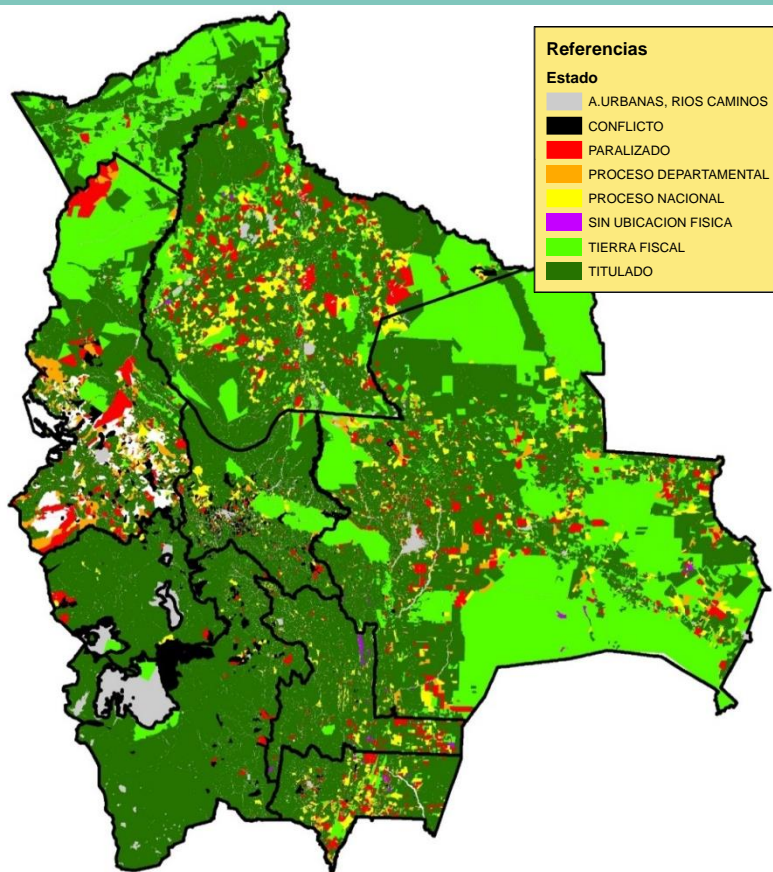 Referencias
Estado
A.URBANAS, RIOS CAMINOS
CONFLICTO
PARALIZADO
PROCESO DEPARTAMENTAL
PROCESO NACIONAL
SIN UBICACION FISICA
TIERRA FISCAL
TITULADO